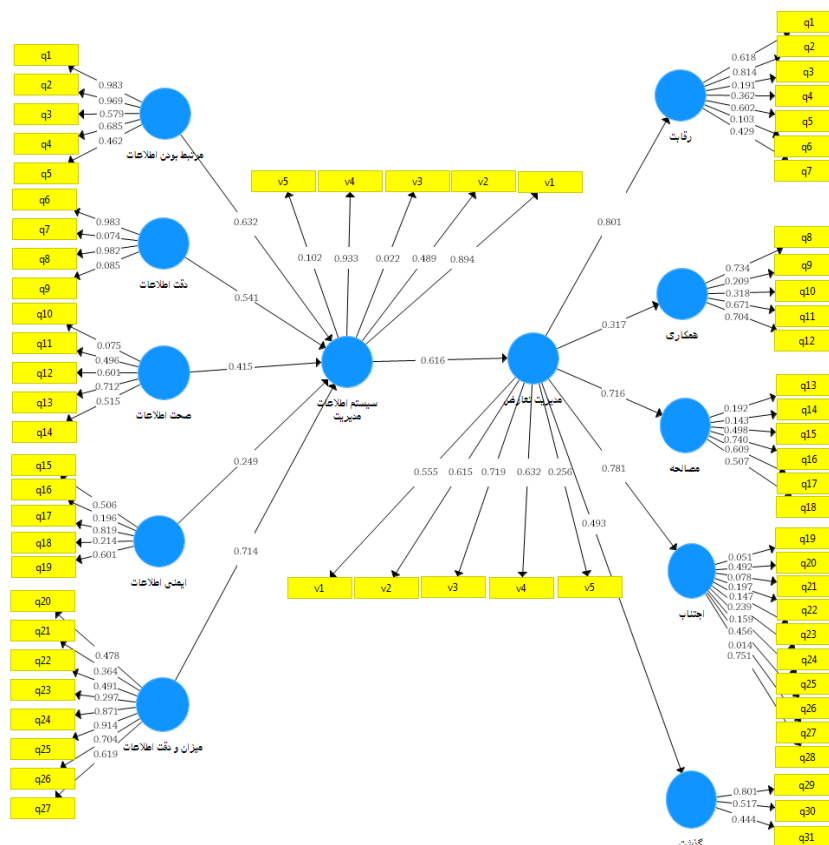 q1
q2
q3
q4
q5
0.983
0.969
0.579
0.685
0.462
مرتبط بودن اطلاعات
q6
q7
q8
q9
0.983
0.074
0.982
0.085
دقت اطلاعات
q10
q11
q12
q13
q14
0.075
0.496
0.601
0.712
0.515
صحت اطلاعات
q15
q16
q17
q18
q19
0.506
0.196
0.819
0.214
0.601
ایمنی اطلاعات
q20
q21
q22
q23
q24
q25
q26
q27
0.478
0.364
0.491
0.297
0.871
0.914
0.704
0.619
میزان و دقت اطلاعات
0.632
0.541
0.415
0.249
0.714
v5
v4
v3
v2
v1
0.102
0.933
0.022
0.489
0.894
سیستم اطلاعات
مدیریت
0.616
مدیریت تعارض
0.555
0.615
0.719
0.632
0.256
v1
v2
v3
v4
v5
0.801
0.317
0.716
0.781
0.493
رقابت
0.618
0.814
0.191
0.362
0.602
0.103
0.429
q1
q2
q3
q4
q5
q6
q7
همکاری
0.734
0.209
0.318
0.671
0.704
q8
q9
q10
q11
q12
مصالحه
0.192
0.143
0.498
0.740
0.609
0.507
q13
q14
q15
q16
q17
q18
اجتناب
0.051
0.492
0.078
0.197
0.147
0.239
0.159
0.456
0.014
0.751
q19
q20
q21
q22
q23
q24
q25
q26
q27
q28
گذشت
0.801
0.517
0.444
q29
q30
q31